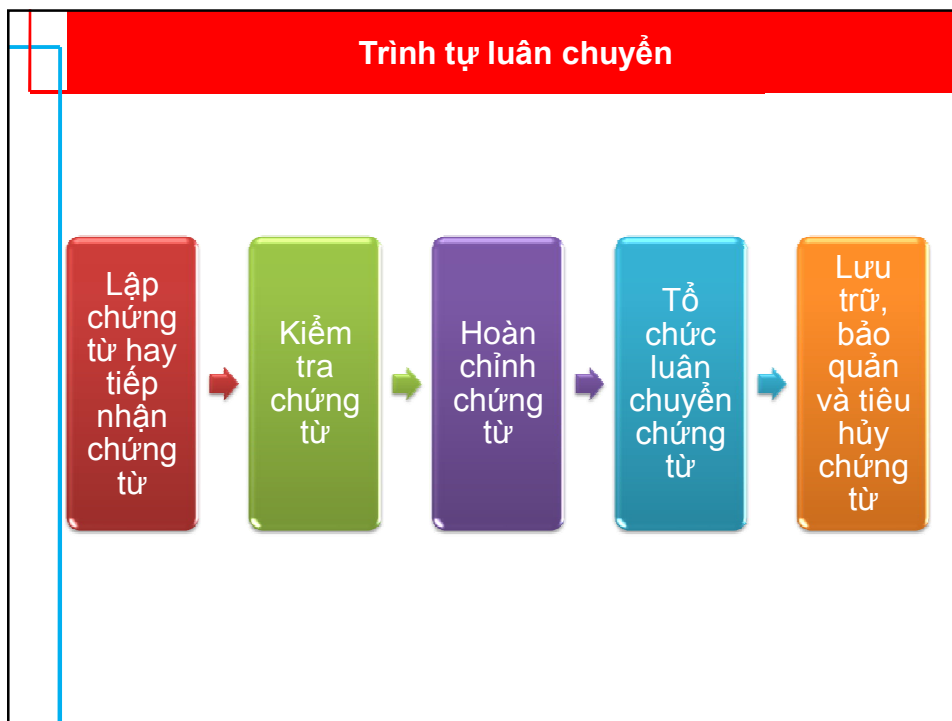 Trình tự luân chuyển
Lập
chứng
từ hay
tiếp
nhận
chứng
từ
Kiểm
tra
chứng
từ
Hoàn
chỉnh
chứng
từ
Tổ
chức
luân
chuyển
chứng
từ
Lưu
trữ,
bảo
quản
và tiêu
hủy
chứng
từ